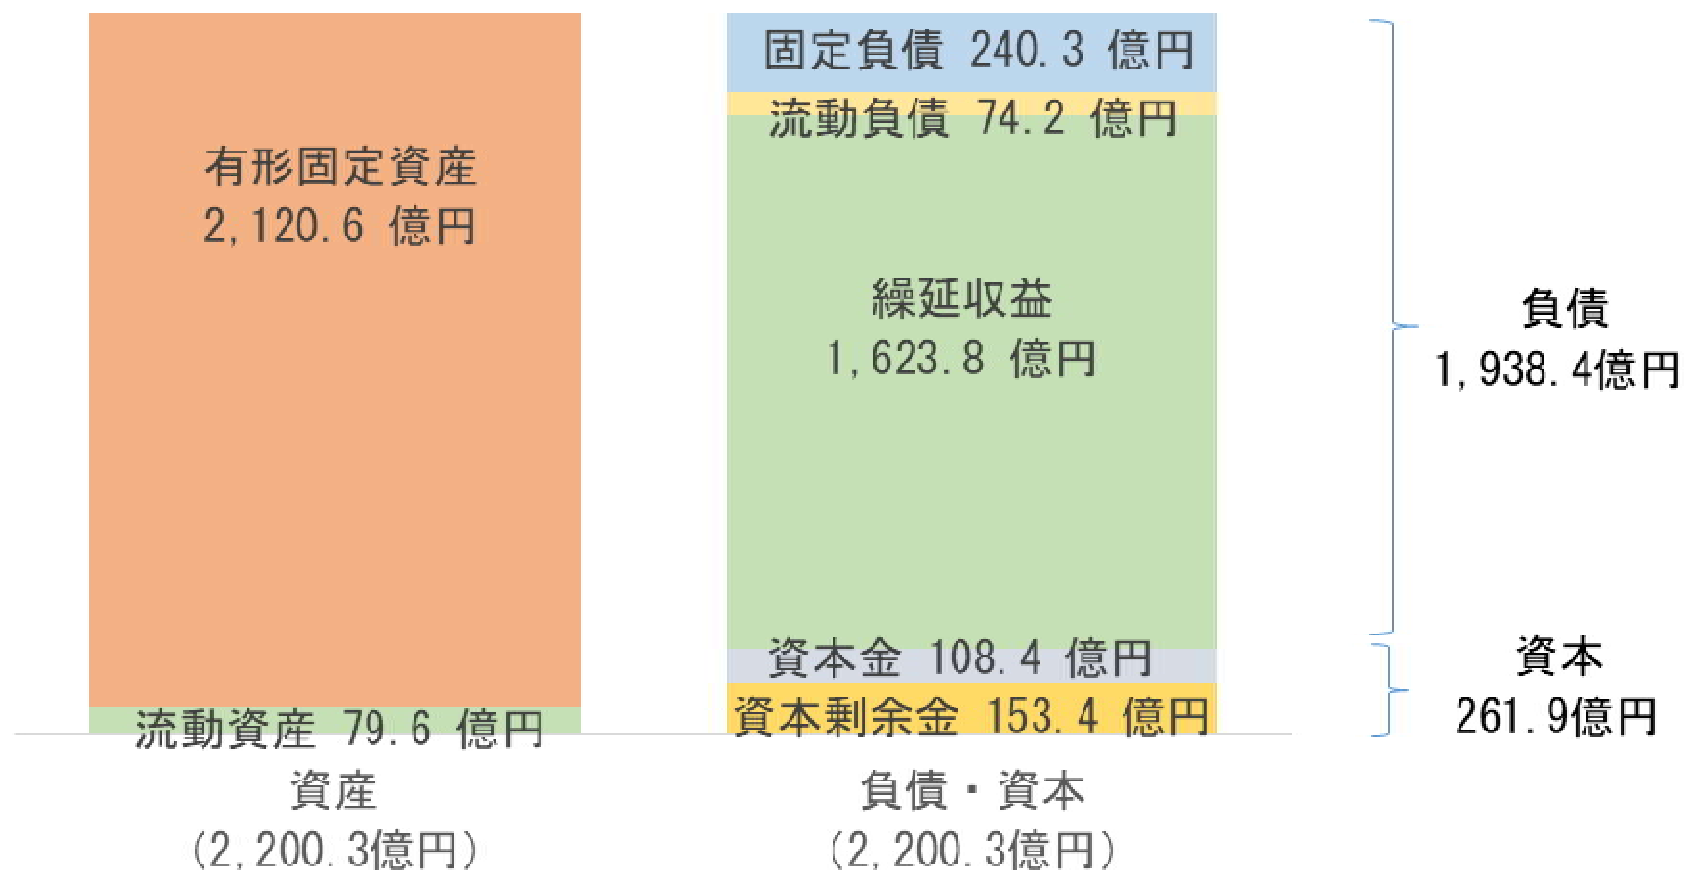 有形固定資産
2,120.6 億円
流動資産 79.6 億円
資産
(2,200.3億円)
固定負債 240.3 億円
流動負債 74.2 億円
繰延収益
1,623.8 億円
資本金 108.4 億円
資本剰余金 153.4 億円
負債・資本
(2,200.3億円)
負債
1,938.4億円
資本
261.9億円